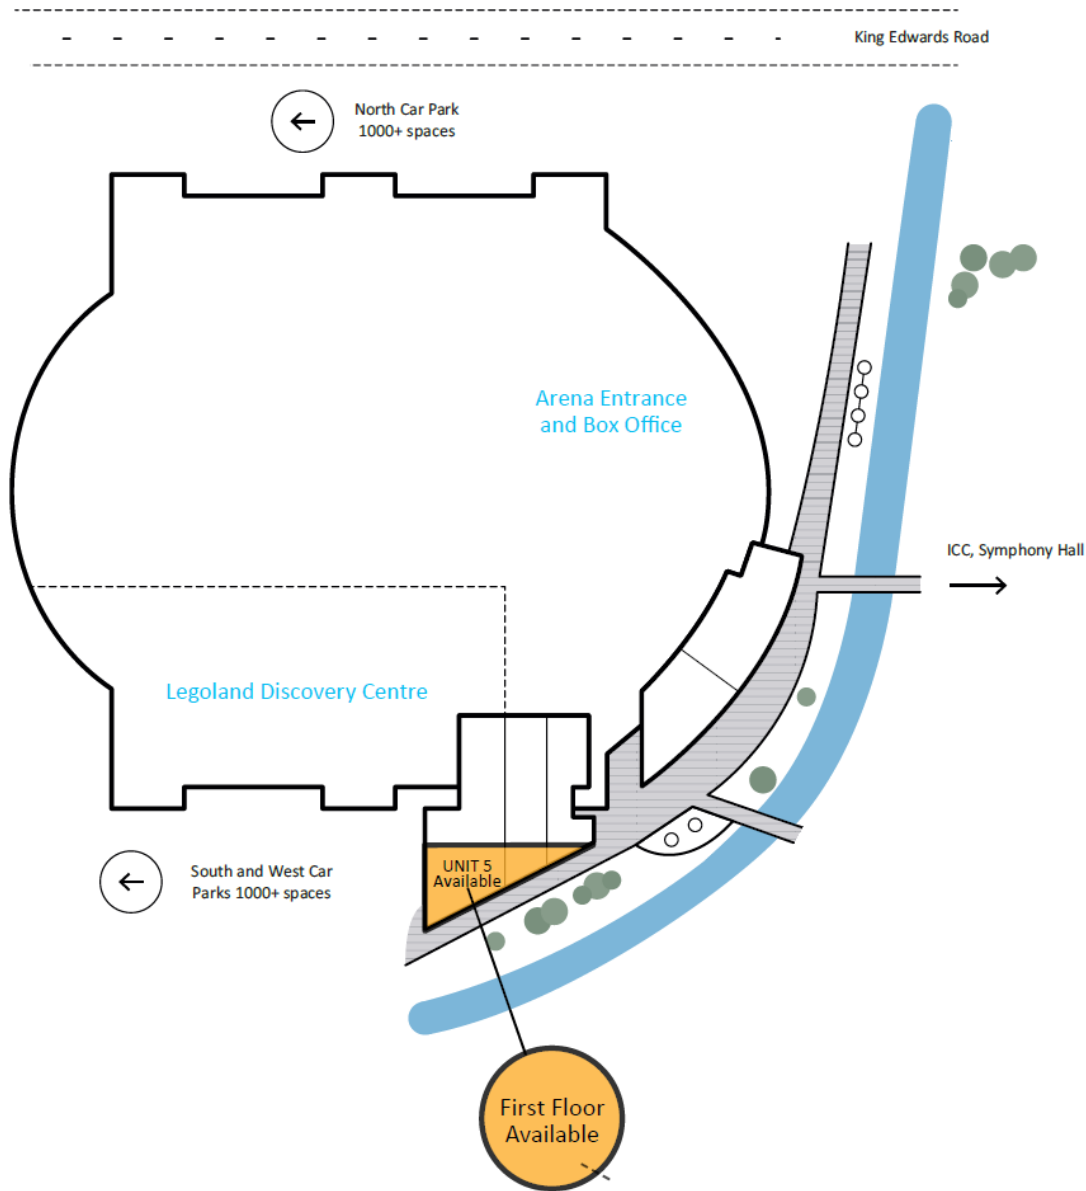 King Edwards Road
North Car Park
1000+ spaces
Arena Entrance
and Box Office
ICC, Symphony Hall
Legoland Discovery Centre
South and West Car
Parks 1000+ spaces
UNIT 5
Available
First Floor
Available